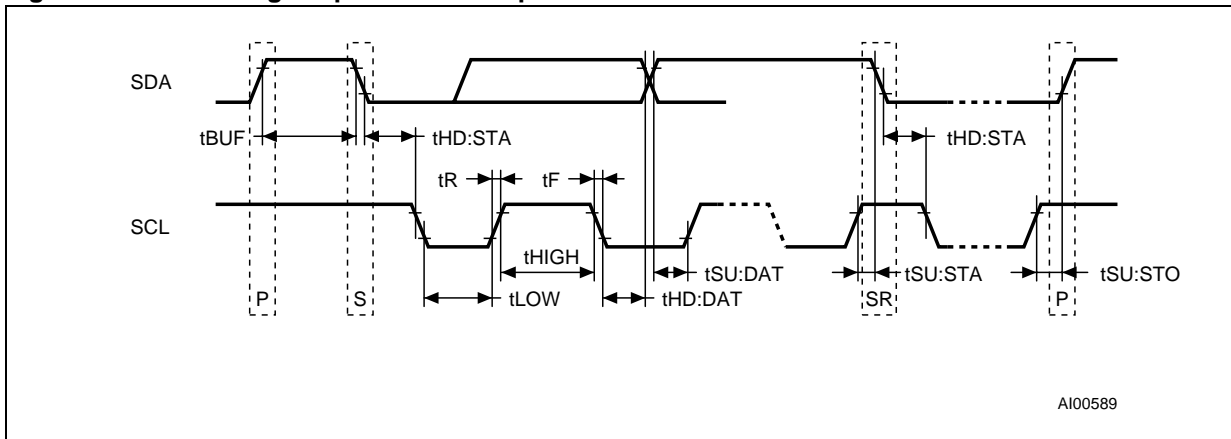 SDA
tBUF
tHD:STA
tHD:STA
tR
tF
SCL
tHIGH
tSU:DAT
tSU:STA
tSU:STO
P
S
tLOW
tHD:DAT
SR
P
AI00589